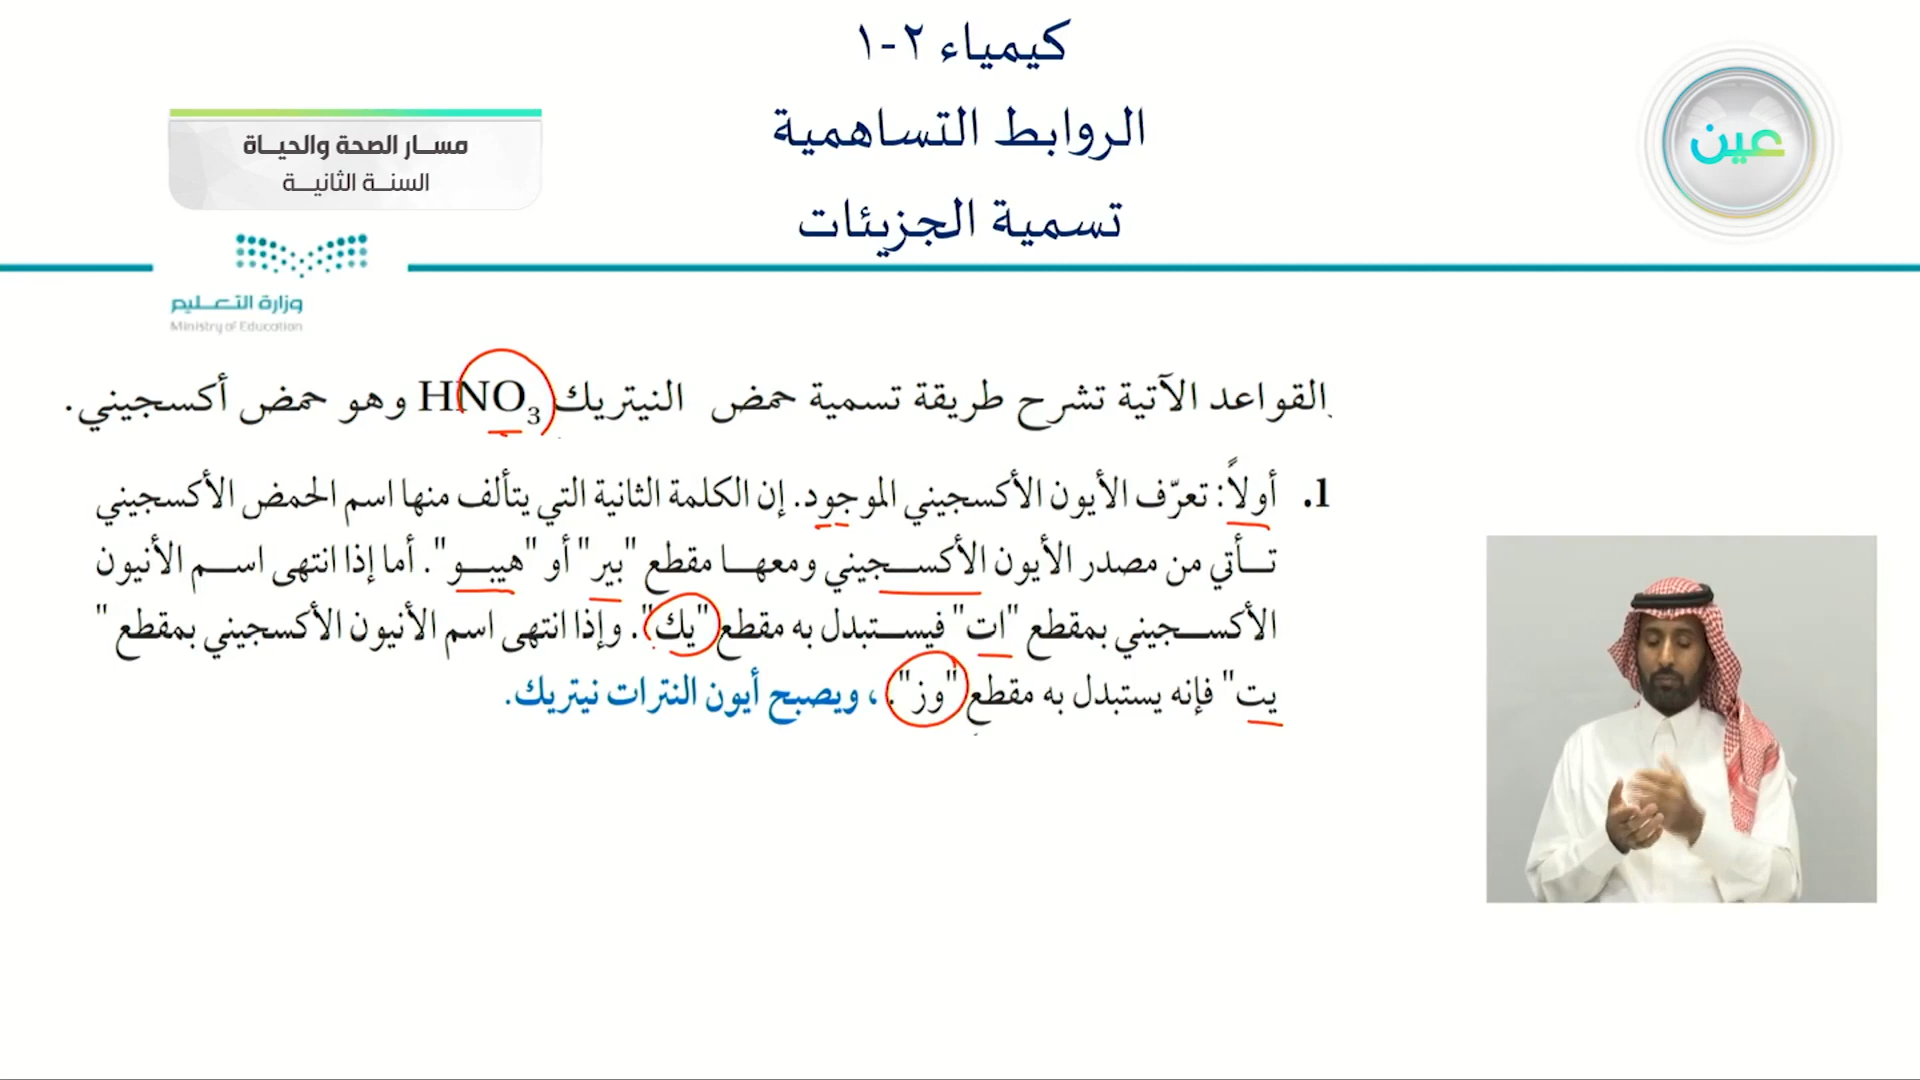 كيمياء ٢-١
الروابط التساهمية
تسمية الجزيئات
عين
مسار الصحة والحياة
السنة الثانية
وزارة التعليم
Ministry of Education
القواعد الآتية تشرح طريقة تسمية حمض النيتريك HNO₃ وهو حمض أكسجيني.
1. أولاً: تعرّف الأيون الأكسجيني الموجود. إن الكلمة الثانية التي يتألف منها اسم الحمض الأكسجيني
تأتي من مصدر الأيون الأكسجيني ومعها مقطع "بير" أو "هيبو". أما إذا انتهى اسم الأنيون
الأكسجيني بمقطع "ات" فيستبدل به مقطع "يك". وإذا انتهى اسم الأنيون الأكسجيني بمقطع "
يت" فإنه يستبدل به مقطع "وز". ، ويصبح أيون النترات نيتريك.